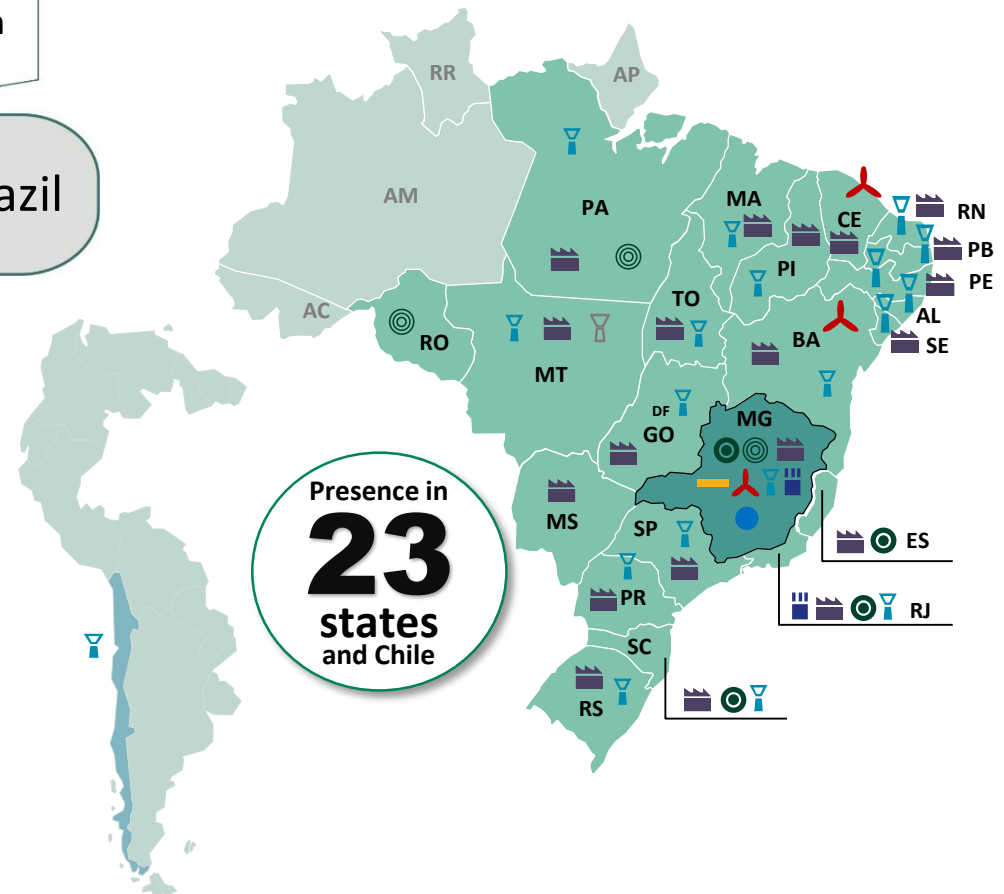 azil
RR
AP
AM
PA
MA
CE
RN
PB
PE
AL
SE
PI
TO
BA
AC
RO
MT
DF
GO
MG
MS
SP
ES
RJ
PR
SC
RS
Presence in
23
states
and Chile